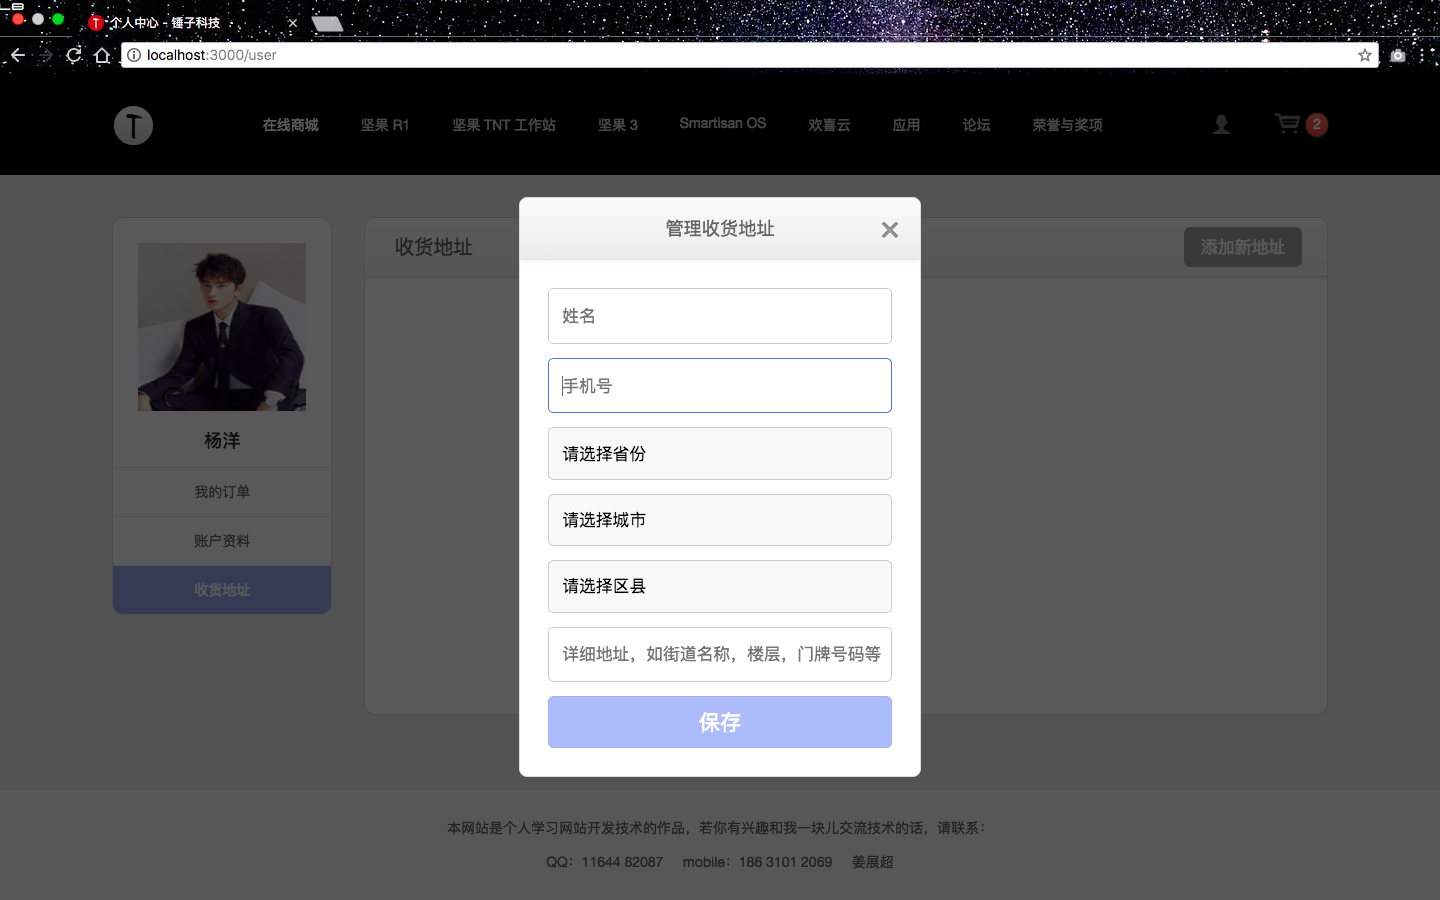 个人中心 - 锤子科技
localhost:3000/user
在线商城 坚果 R1 坚果 TNT 工作站 坚果 3 Smartisan OS 欢喜云 应用 论坛 荣誉与奖项 2
管理收货地址
收货地址
添加新地址
姓名
手机号
请选择省份
请选择城市
请选择区县
详细地址，如街道名称，楼层，门牌号码等
保存
杨洋
我的订单
账户资料
收货地址
本网站是个人学习网站开发技术的作品，若你有兴趣和我一块儿交流技术的话，请联系：
QQ：11644 82087 mobile：186 3101 2069 姜展超